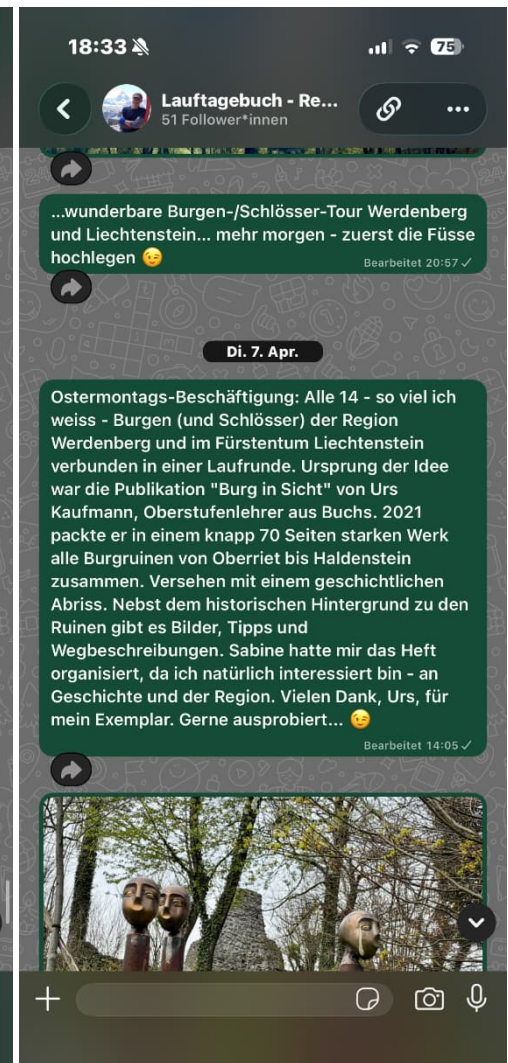 18:33
75
Lauftagebuch - Re...
51 Follower*innen
...wunderbare Burgen-/Schlösser-Tour Werdenberg
und Liechtenstein... mehr morgen - zuerst die Füsse
hochlegen 😉
Bearbeitet 20:57 ✓
Di. 7. Apr.
Ostermontags-Beschäftigung: Alle 14 - so viel ich
weiss - Burgen (und Schlösser) der Region
Werdenberg und im Fürstentum Liechtenstein
verbunden in einer Laufrunde. Ursprung der Idee
war die Publikation "Burg in Sicht" von Urs
Kaufmann, Oberstufenlehrer aus Buchs. 2021
packte er in einem knapp 70 Seiten starken Werk
alle Burgruinen von Oberriet bis Haldenstein
zusammen. Versehen mit einem geschichtlichen
Abriss. Nebst dem historischen Hintergrund zu den
Ruinen gibt es Bilder, Tipps und
Wegbeschreibungen. Sabine hatte mir das Heft
organisiert, da ich natürlich interessiert bin - an
Geschichte und der Region. Vielen Dank, Urs, für
mein Exemplar. Gerne ausprobiert... 😉
Bearbeitet 14:05 ✓